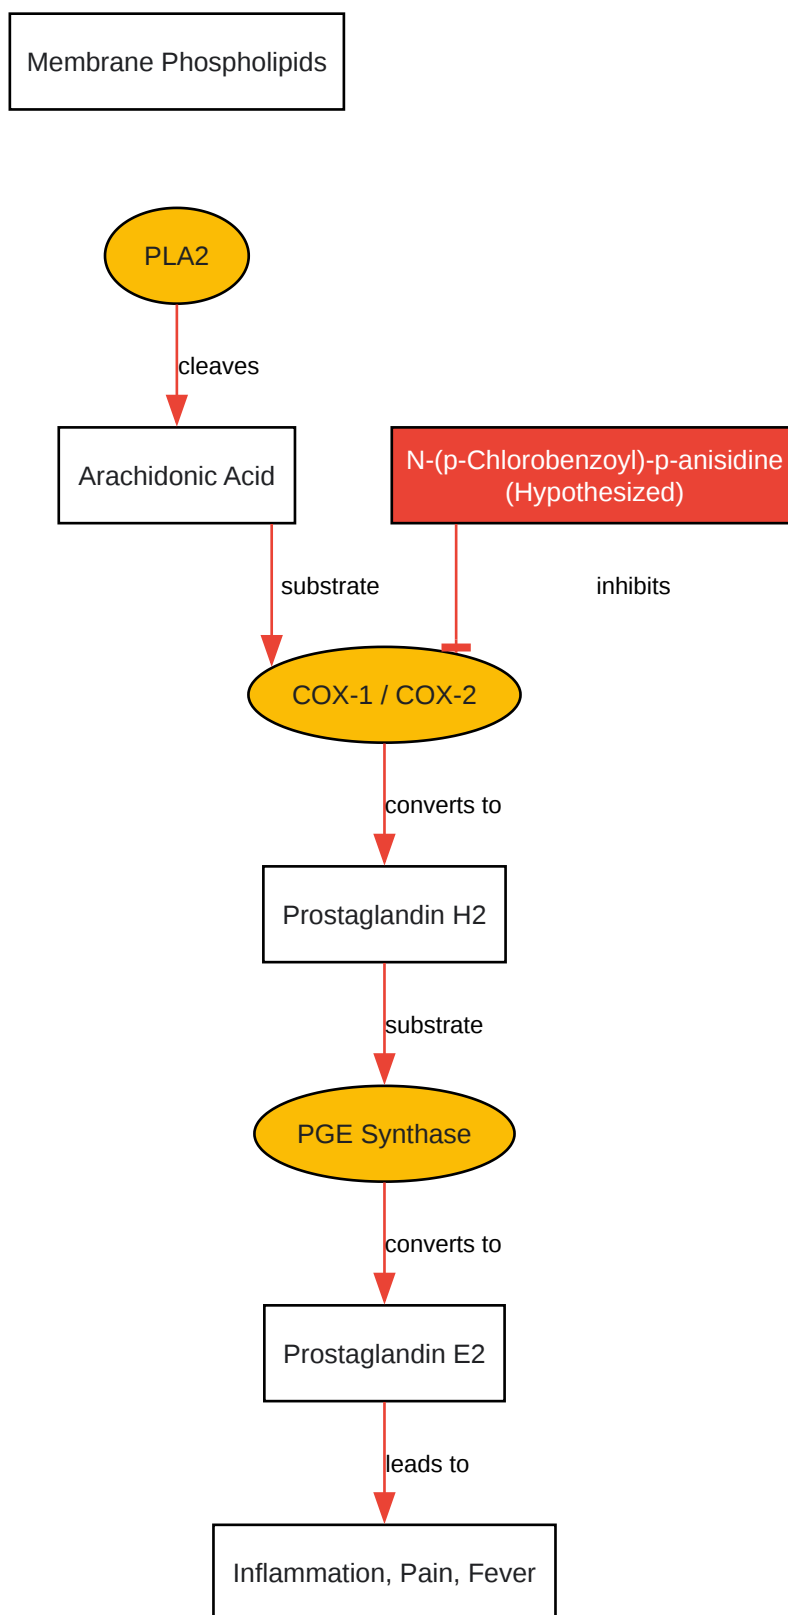 Membrane Phospholipids
PLA2
cleaves
Arachidonic Acid
N-(p-Chlorobenzoyl)-p-anisidine
(Hypothesized)
substrate
inhibits
COX-1 / COX-2
converts to
Prostaglandin H2
substrate
PGE Synthase
converts to
Prostaglandin E2
leads to
Inflammation, Pain, Fever